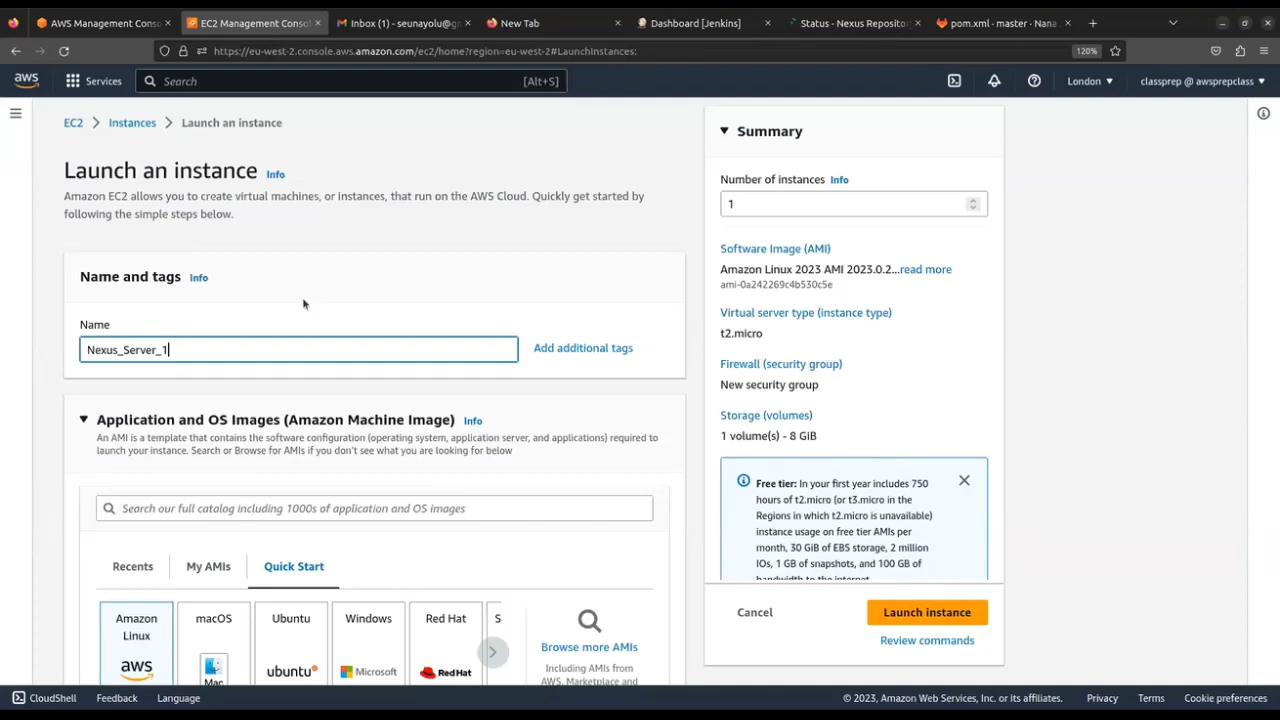 AWS Management Conso
EC2 Management Consol
Inbox (1) - seunayolu@g
New Tab
Dashboard [Jenkins]
Status - Nexus Repositor
pom.xml · master · Nana
https://eu-west-2.console.aws.amazon.com/ec2/home?region=eu-west-2#LaunchInstances:
120%
aws
Services
Search
[Alt+S]
London
classprep @ awsprepclass
EC2
Instances
Launch an instance
Launch an instance
Info
Amazon EC2 allows you to create virtual machines, or instances, that run on the AWS Cloud. Quickly get started by
following the simple steps below.
Name and tags
Info
Name
Nexus_Server_1
Add additional tags
Application and OS Images (Amazon Machine Image)
Info
An AMI is a template that contains the software configuration (operating system, application server, and applications) required to
launch your instance. Search or Browse for AMIs if you don't see what you are looking for below
Search our full catalog including 1000s of application and OS images
Recents
My AMIs
Quick Start
Amazon
Linux
aws
macOS
Mac
Ubuntu
ubuntu
Windows
Microsoft
Red Hat
Red Hat
S
Browse more AMIs
Including AMIs from
AWS, Marketplace and
Summary
Number of instances
Info
1
Software Image (AMI)
Amazon Linux 2023 AMI 2023.0.2...read more
ami-0a242269c4b530c5e
Virtual server type (instance type)
t2.micro
Firewall (security group)
New security group
Storage (volumes)
1 volume(s) - 8 GiB
Free tier: In your first year includes 750
hours of t2.micro (or t3.micro in the
Regions in which t2.micro is unavailable)
instance usage on free tier AMIs per
month, 30 GiB of EBS storage, 2 million
IOs, 1 GB of snapshots, and 100 GB of
bandwidth to the internet.
Cancel
Launch instance
Review commands
CloudShell
Feedback
Language
© 2023, Amazon Web Services, Inc. or its affiliates.
Privacy
Terms
Cookie preferences